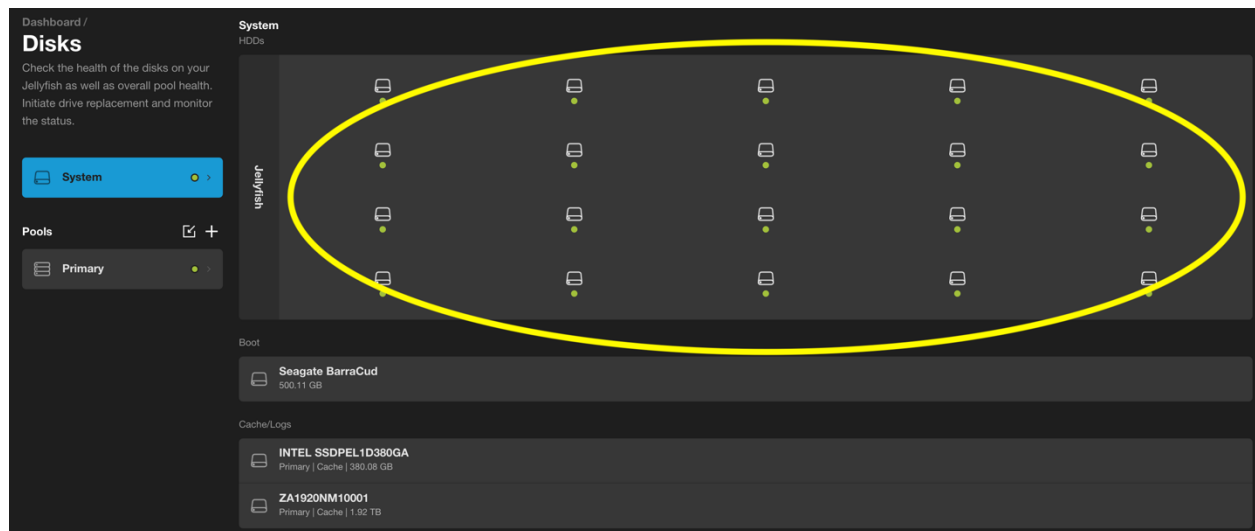 Dashboard /
Disks
Check the health of the disks on your
Jellyfish as well as overall pool health.
Initiate drive replacement and monitor
the status.
System
Pools
Primary
System
HDDs
Jellyfish
Boot
Seagate BarraCud
500.11 GB
Cache/Logs
INTEL SSDPEL1D380GA
Primary | Cache | 380.08 GB
ZA1920NM10001
Primary | Cache | 1.92 TB